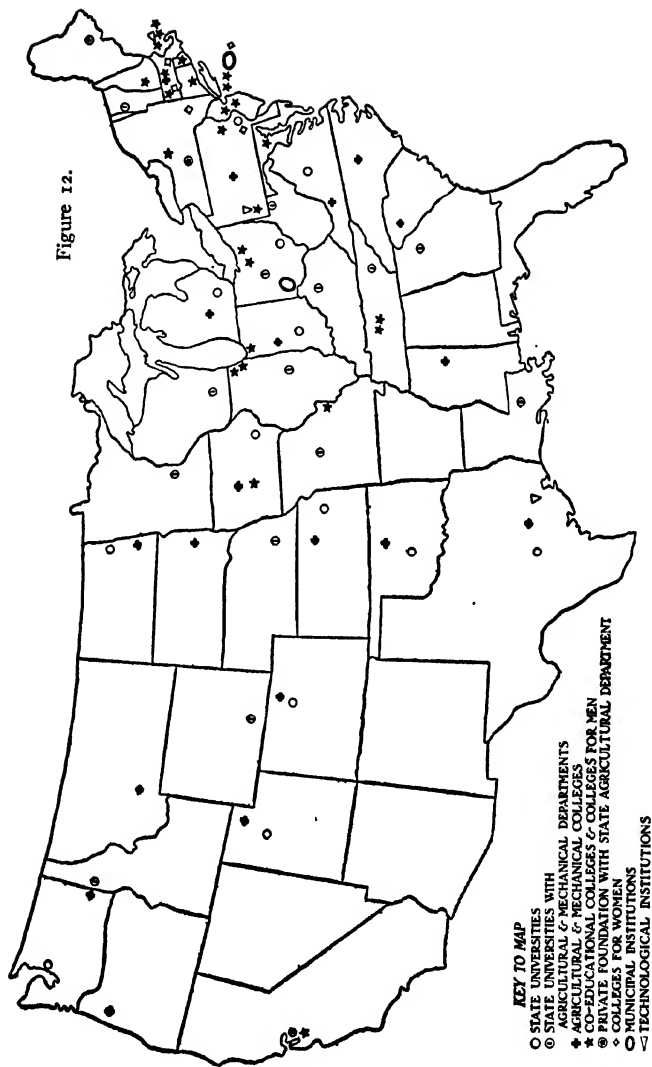 Figure 12.
KEY TO MAP
STATE UNIVERSITIES
STATE UNIVERSITIES WITH
AGRICULTURAL & MECHANICAL DEPARTMENTS
AGRICULTURAL & MECHANICAL COLLEGES
CO-EDUCATIONAL COLLEGES & COLLEGES FOR MEN
PRIVATE FOUNDATION WITH STATE AGRICULTURAL DEPARTMENT
COLLEGES FOR WOMEN
MUNICIPAL INSTITUTIONS
TECHNOLOGICAL INSTITUTIONS